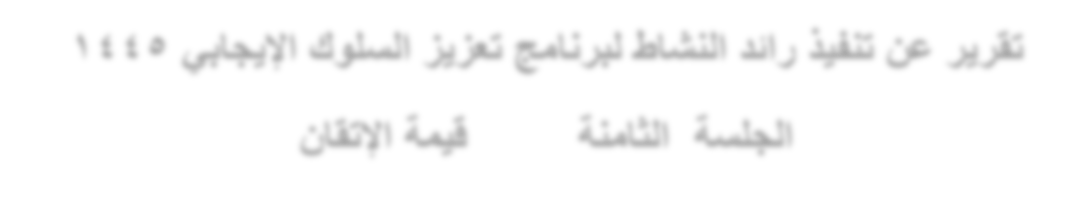 تقرير عن تنفيذ رائد النشاط لبرنامج تعزيز السلوك الإيجابي ١٤٤٥
الجلسة الثامنة قيمة الإتقان